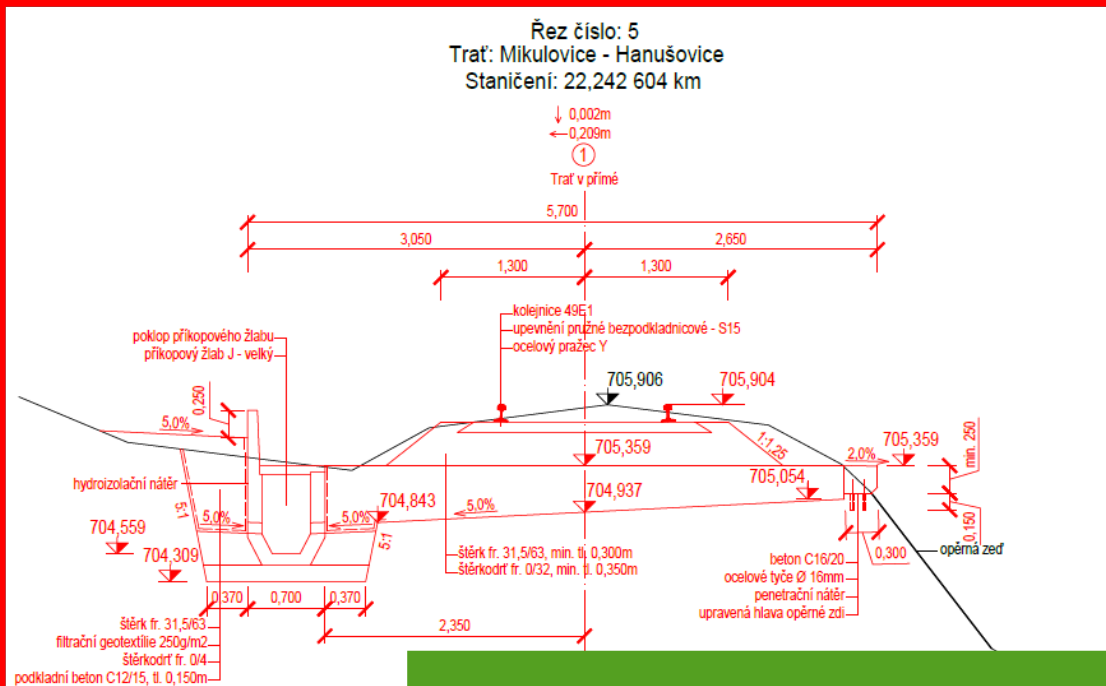 Řez číslo: 5
Trať: Mikulovice - Hanušovice
Staničení: 22,242 604 km
0,002m
0,209m
1
Trať v přímé
5,700
3,050
2,650
1,300
1,300
kolejnice 49E1
upevnění pružné bezpodkladnicové - S15
ocelový pražec Y
poklop příkopového žlabu
příkopový žlab J - velký
705,906
705,904
0,250
5,0%
1:1,25
705,359
2,0%
705,359
min. 250
hydroizolační nátěr
705,054
704,843
704,937
5:1
5,0%
5,0%
5,0%
5:1
0,150
704,559
704,309
štěrk fr. 31,5/63, min. tl. 0,300m
štěrkodrť fr. 0/32, min. tl. 0,350m
0,300
opěrná zeď
beton C16/20
ocelové tyče Ø 16mm
penetrační nátěr
upravená hlava opěrné zdi
0,370
0,700
0,370
2,350
štěrk fr. 31,5/63
filtrační geotextílie 250g/m2
štěrkodrť fr. 0/4
podkladní beton C12/15, tl. 0,150m